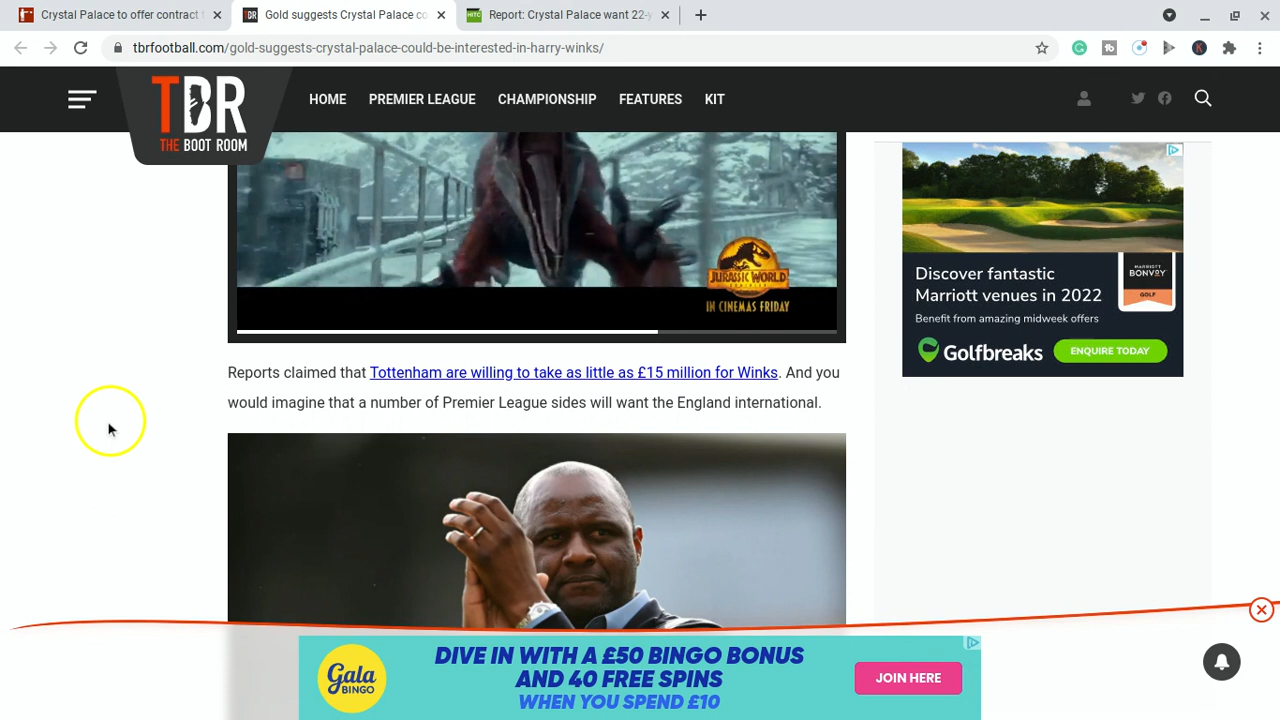 Crystal Palace to offer contract t
Gold suggests Crystal Palace co
HITC
Report: Crystal Palace want 22-y
tbrfootball.com/gold-suggests-crystal-palace-could-be-interested-in-harry-winks/
TBR
THE BOOT ROOM
HOME
PREMIER LEAGUE
CHAMPIONSHIP
FEATURES
KIT
JURASSIC WORLD
IN CINEMAS FRIDAY
Discover fantastic
Marriott venues in 2022
Benefit from amazing midweek offers
MARRIOTT
BONVOY
GOLF
Golfbreaks
ENQUIRE TODAY
Reports claimed that Tottenham are willing to take as little as £15 million for Winks. And you
would imagine that a number of Premier League sides will want the England international.
Gala
BINGO
DIVE IN WITH A £50 BINGO BONUS
AND 40 FREE SPINS
WHEN YOU SPEND £10
JOIN HERE